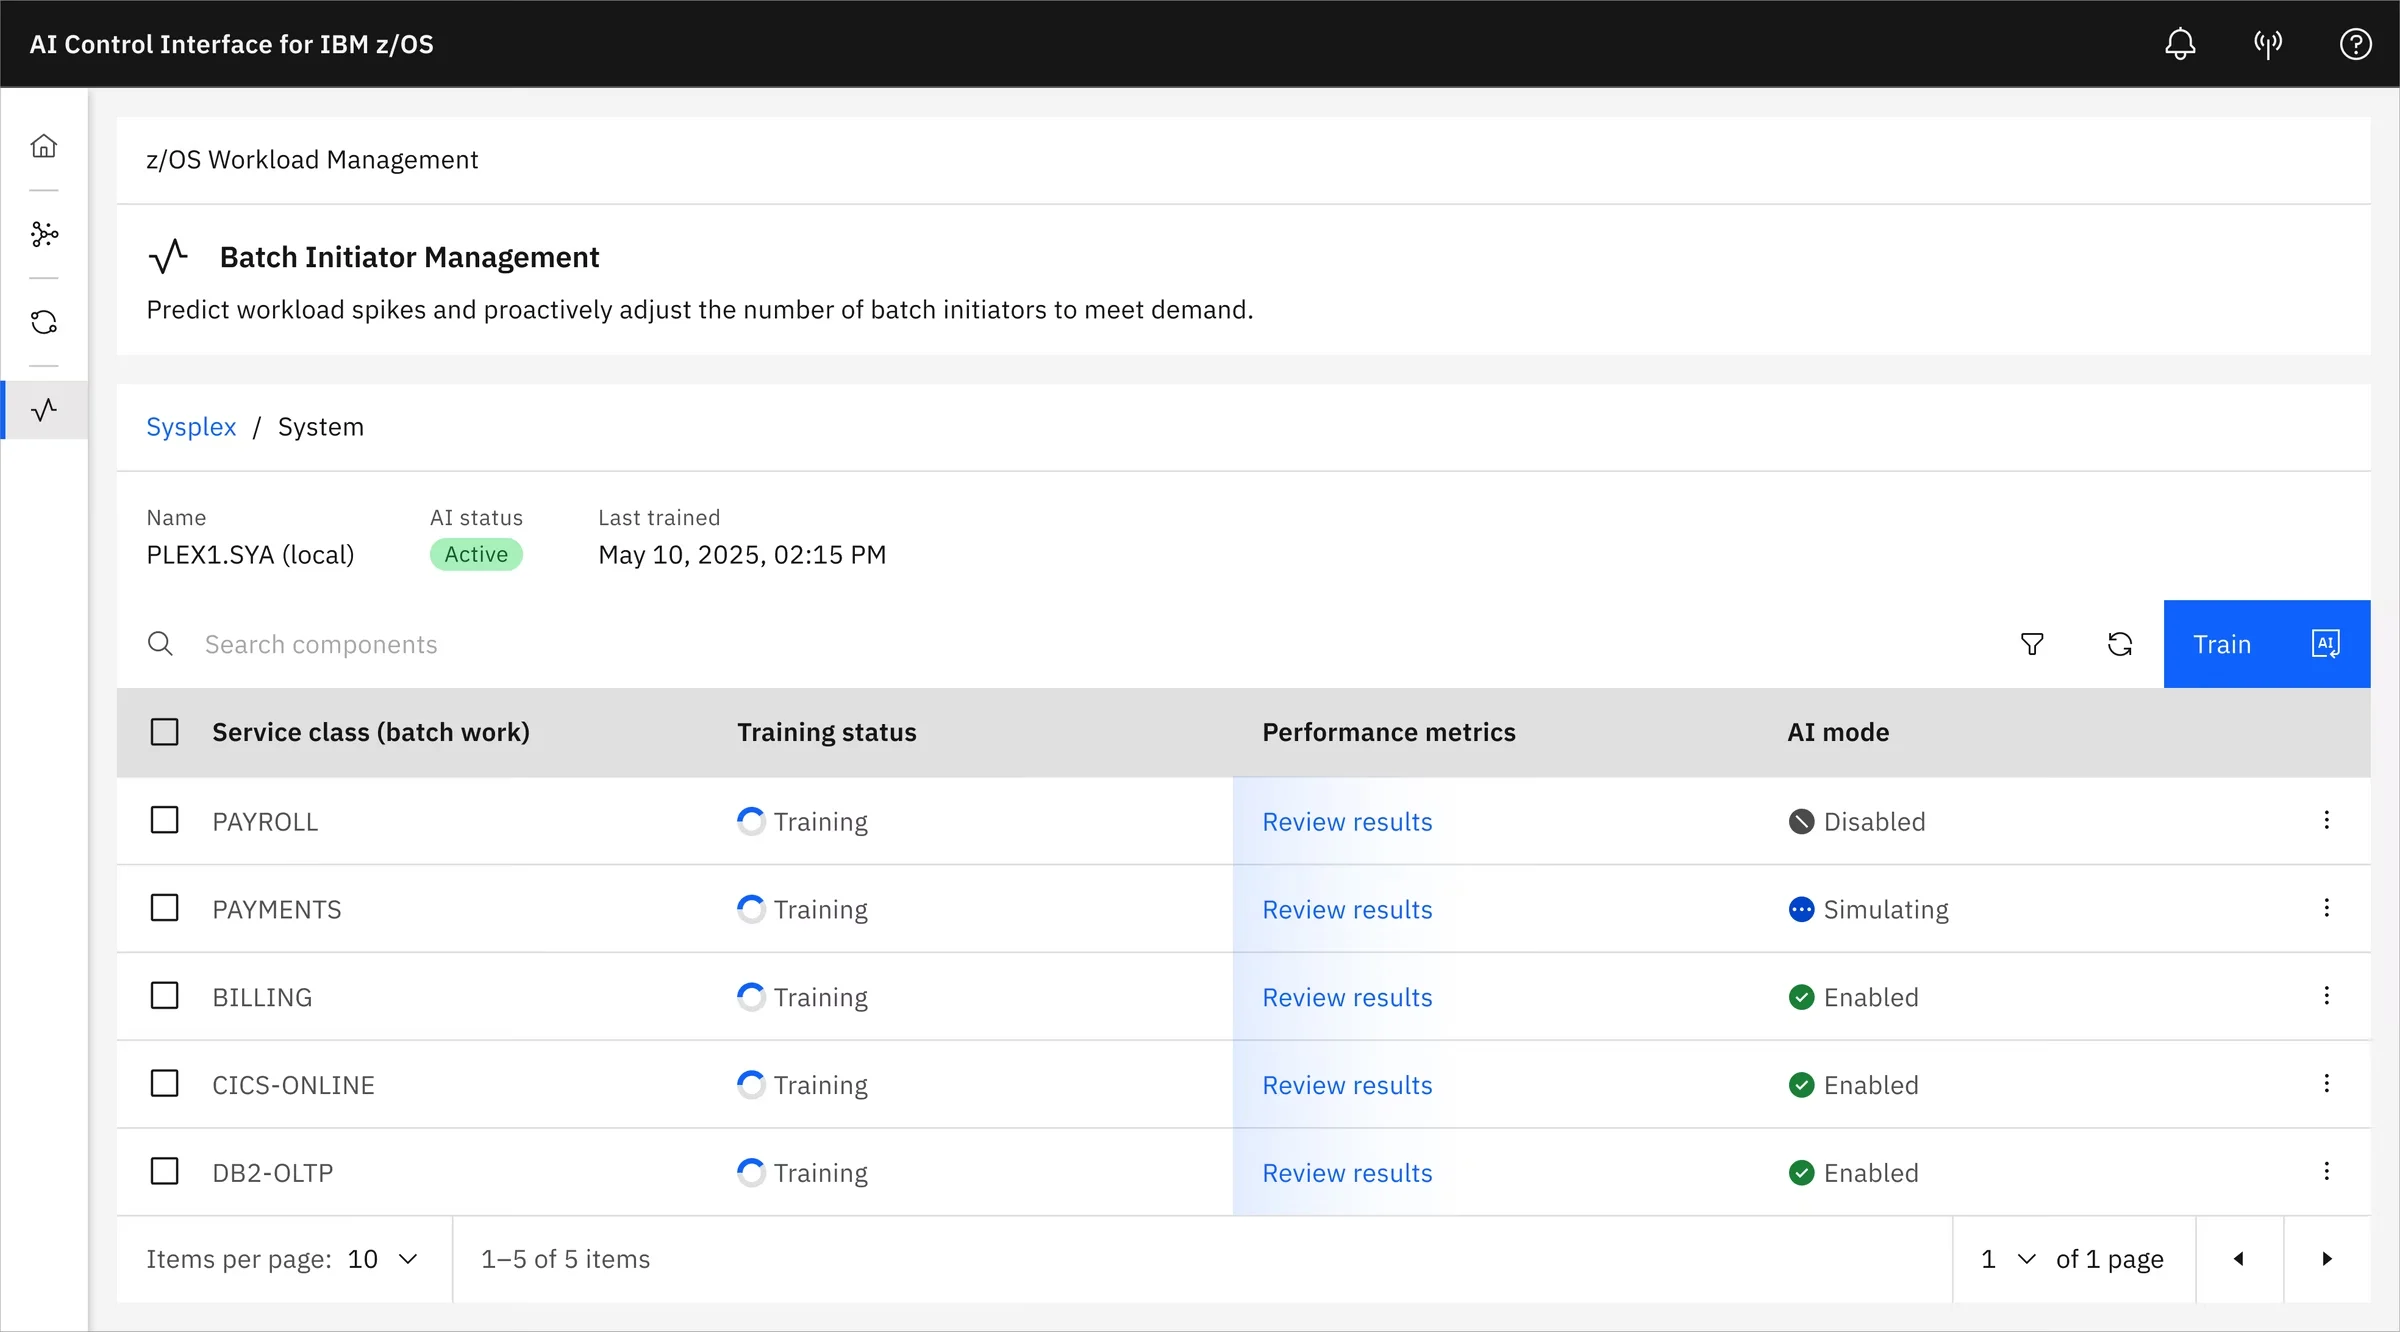 AI Control Interface for IBM z/OS
z/OS Workload Management
Batch Initiator Management
Predict workload spikes and proactively adjust the number of batch initiators to meet demand.
Sysplex / System
Name AI status Last trained
PLEX1.SYA (local) Active May 10, 2025, 02:15 PM
Search components Train AI
Service class (batch work) Training status Performance metrics AI mode
PAYROLL Training Review results Disabled
PAYMENTS Training Review results Simulating
BILLING Training Review results Enabled
CICS-ONLINE Training Review results Enabled
DB2-OLTP Training Review results Enabled
Items per page: 10 1–5 of 5 items 1 of 1 page